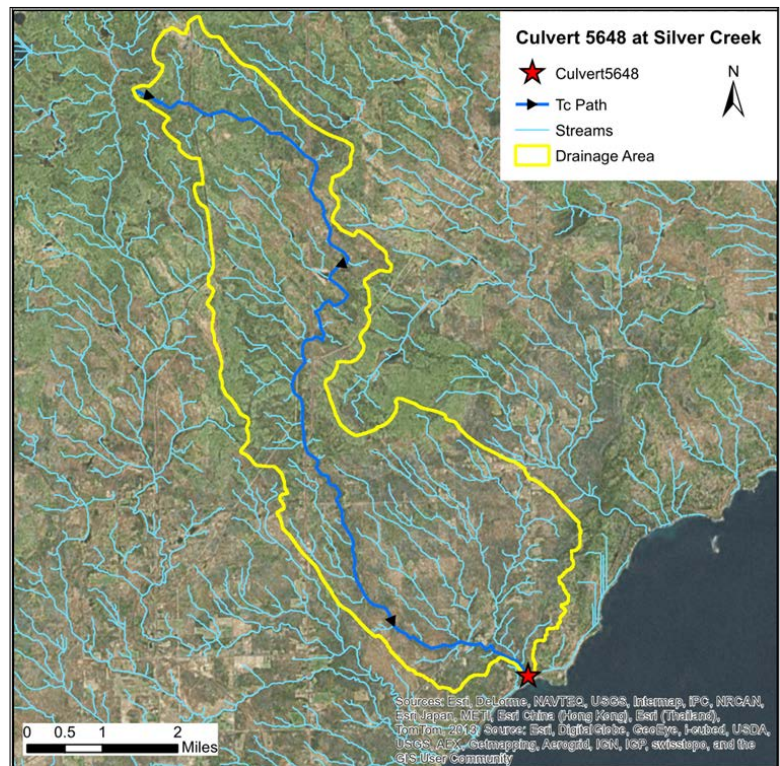 Culvert 5648 at Silver Creek
Culvert5648
N
Tc Path
Streams
Drainage Area
Sources: Esri, DeLorme, NAVTEQ, USGS, Intermap, iPC, NRCAN,
Esri Japan, METI, Esri China (Hong Kong), Esri (Thailand),
TomTom, 2013, Source: Esri, DigitalGlobe, GeoEye, i-cubed, USDA,
USGS, AEX, Getmapping, Aerogrid, IGN, IGP, swisstopo, and the
GIS User Community
0 0.5 1 2
Miles